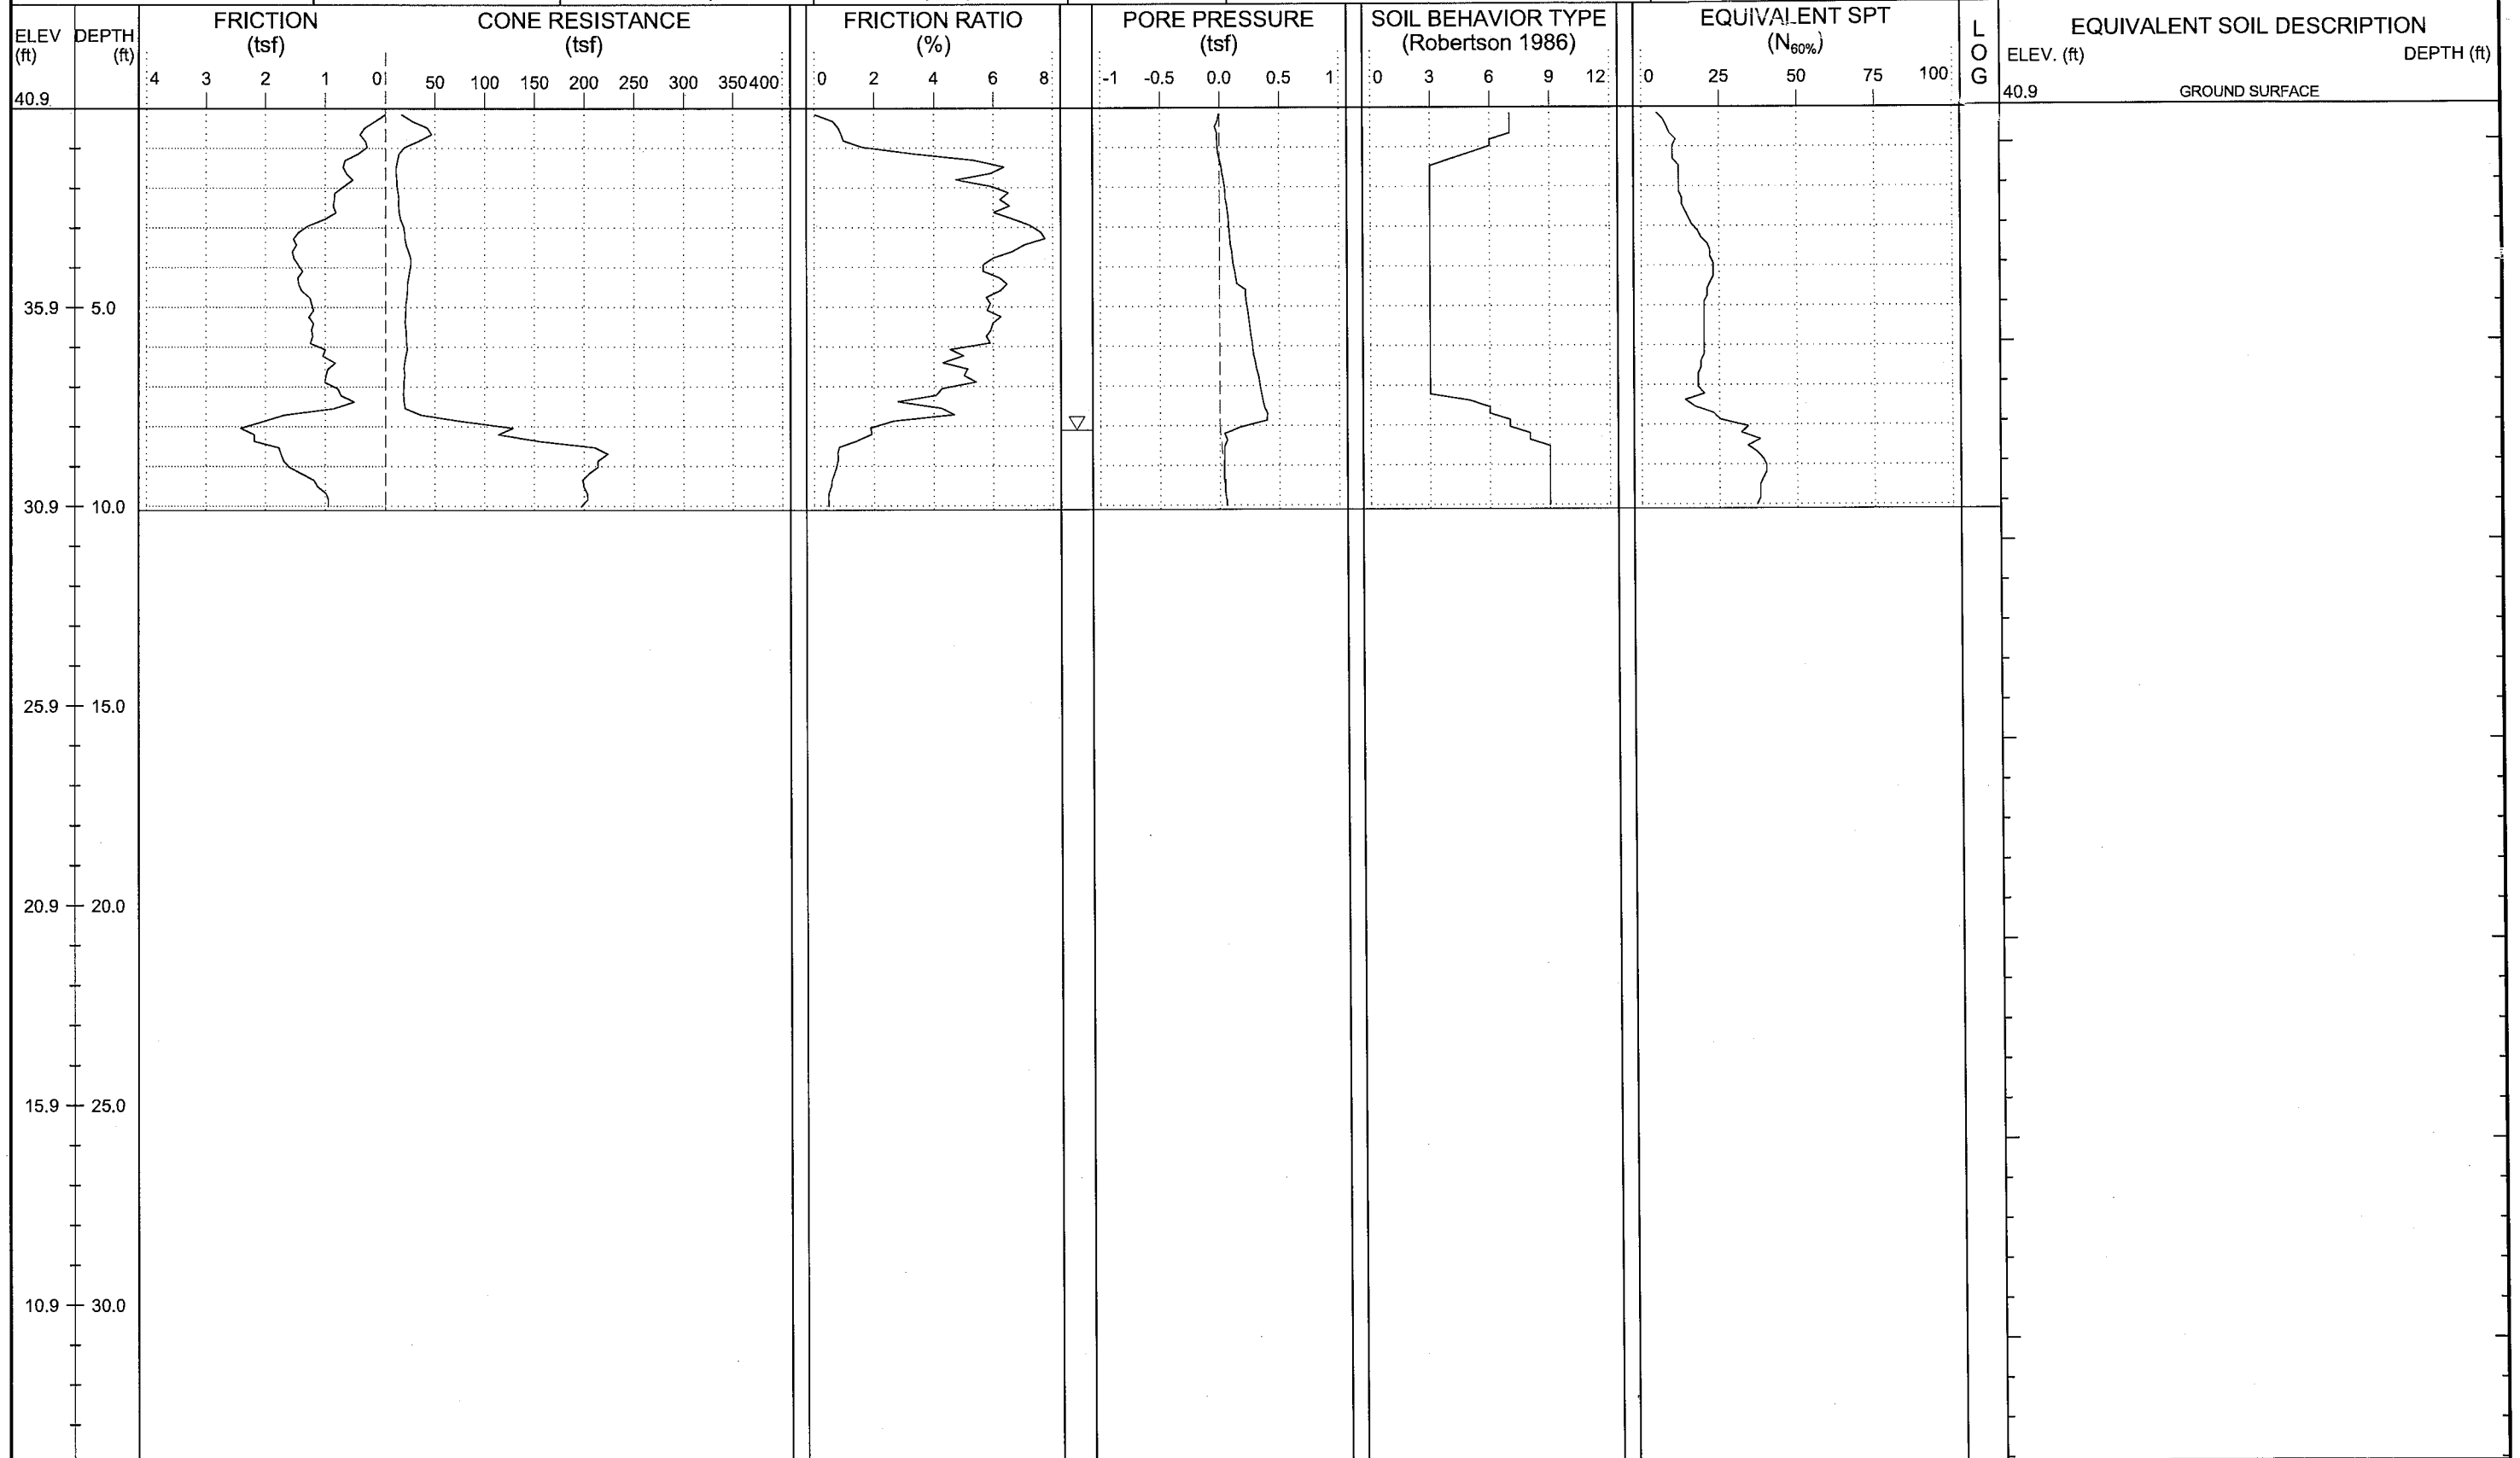 ELEV
(ft)
DEPTH
(ft)
FRICTION
(tsf)
CONE RESISTANCE
(tsf)
FRICTION RATIO
(%)
PORE PRESSURE
(tsf)
SOIL BEHAVIOR TYPE
(Robertson 1986)
EQUIVALENT SPT
(N60%)
L
O
G
EQUIVALENT SOIL DESCRIPTION
ELEV. (ft) DEPTH (ft)
4 3 2 1 0 50 100 150 200 250 300 350 400
0 2 4 6 8
-1 -0.5 0.0 0.5 1
0 3 6 9 12
0 25 50 75 100
40.9
40.9 GROUND SURFACE
35.9 5.0
30.9 10.0
25.9 15.0
20.9 20.0
15.9 25.0
10.9 30.0